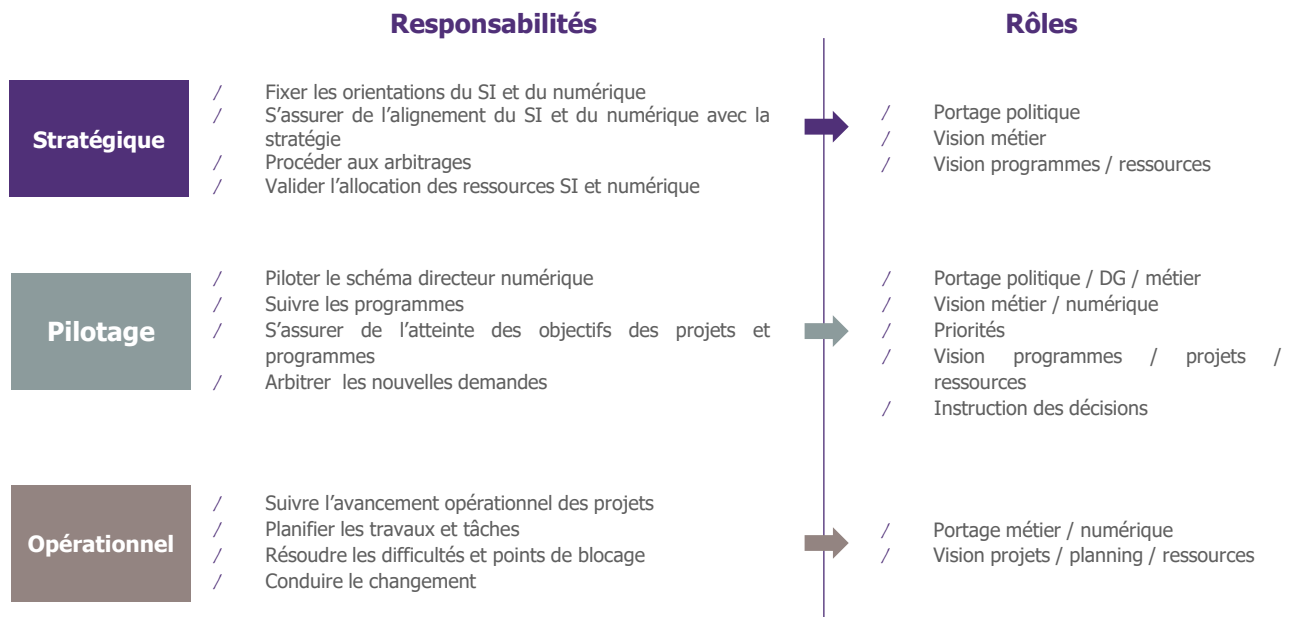 Responsabilités
Rôles
Stratégique
/ Fixer les orientations du SI et du numérique
/ S’assurer de l’alignement du SI et du numérique avec la
stratégie
/ Procéder aux arbitrages
/ Valider l’allocation des ressources SI et numérique
/ Portage politique
/ Vision métier
/ Vision programmes / ressources
Pilotage
/ Piloter le schéma directeur numérique
/ Suivre les programmes
/ S’assurer de l’atteinte des objectifs des projets et
programmes
/ Arbitrer les nouvelles demandes
/ Portage politique / DG / métier
/ Vision métier / numérique
/ Priorités
/ Vision programmes / projets /
ressources
/ Instruction des décisions
Opérationnel
/ Suivre l’avancement opérationnel des projets
/ Planifier les travaux et tâches
/ Résoudre les difficultés et points de blocage
/ Conduire le changement
/ Portage métier / numérique
/ Vision projets / planning / ressources